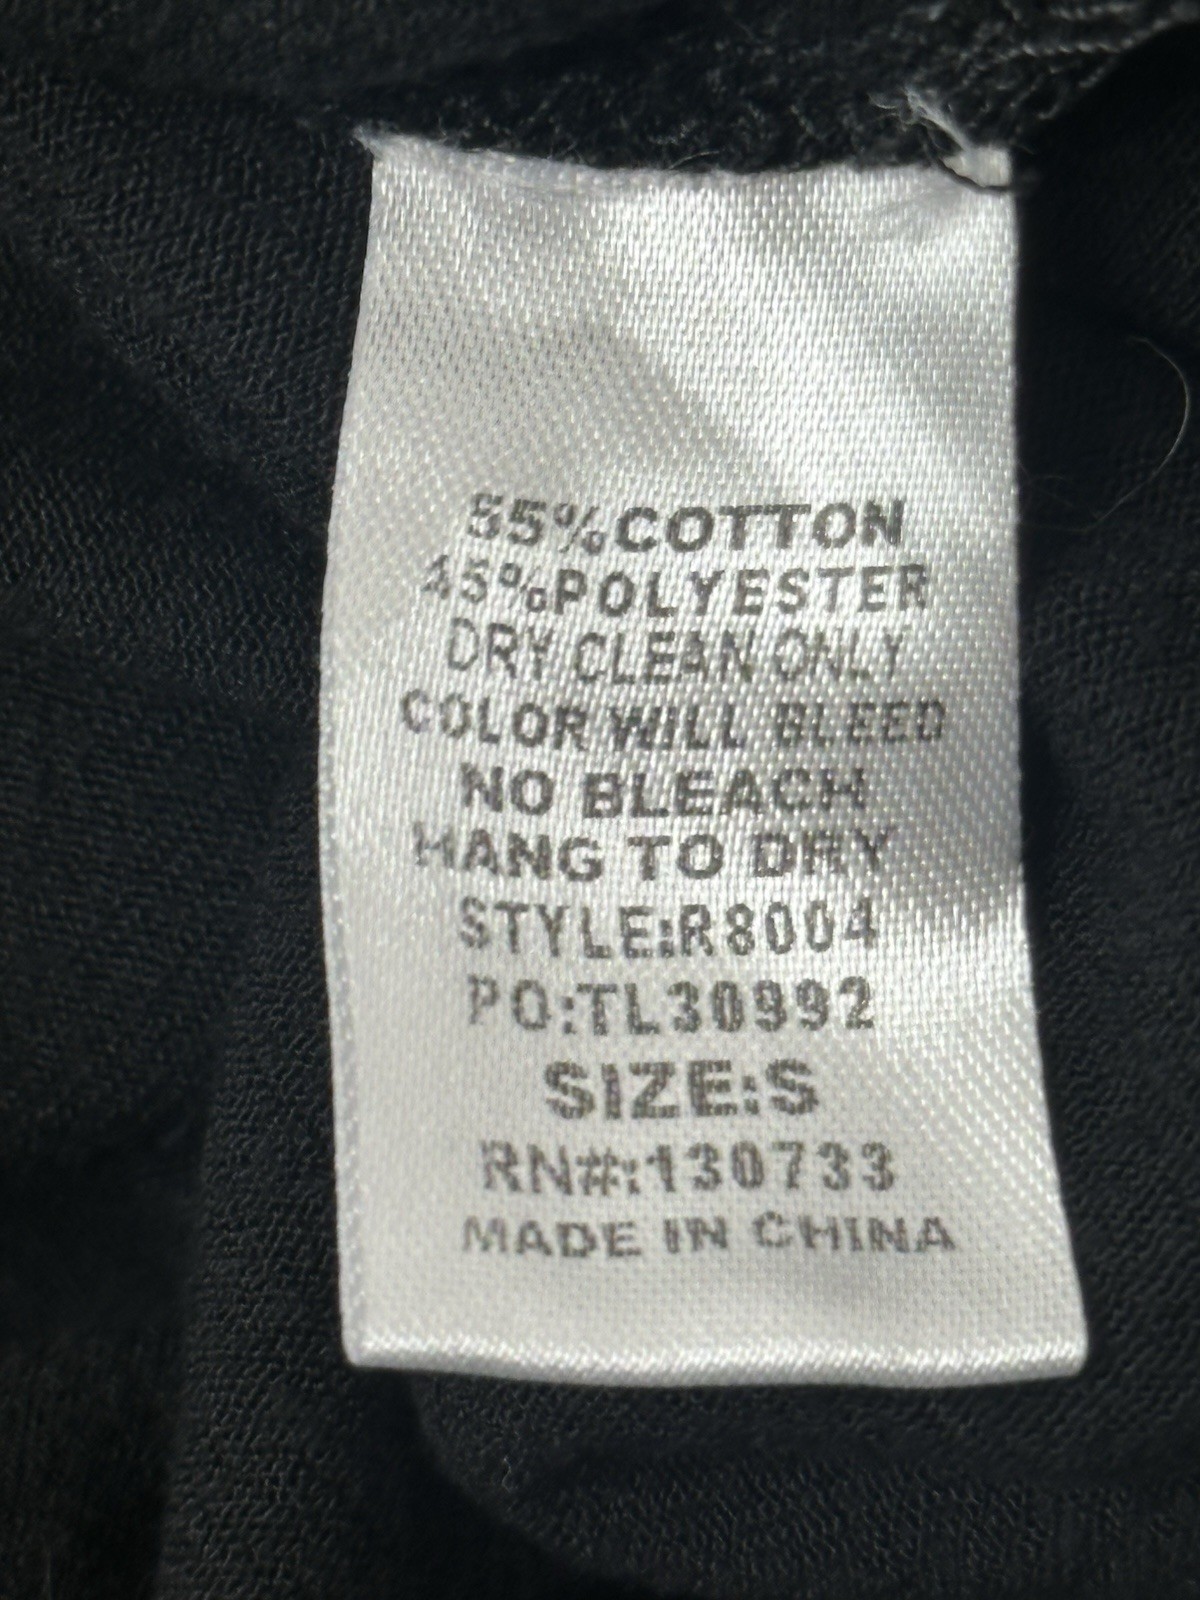 55%COTTON
45%POLYESTER
DRY CLEAN ONLY
COLOR WILL BLEED
NO BLEACH
HANG TO DRY
STYLE:R8004
PO:TL30992
SIZE:S
RN#:130733
MADE IN CHINA